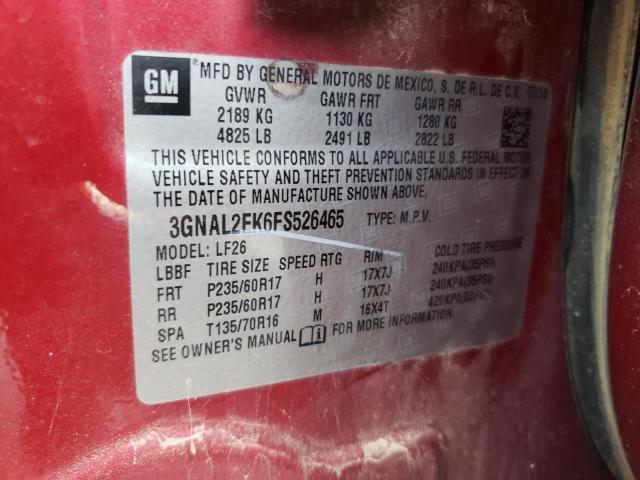 GM
MFD BY GENERAL MOTORS DE MEXICO, S. DE R.L. DE C.V. 07/14
GVWR GAWR FRT GAWR RR
2189 KG 1130 KG 1280 KG
4825 LB 2491 LB 2822 LB
THIS VEHICLE CONFORMS TO ALL APPLICABLE U.S. FEDERAL MOTOR
VEHICLE SAFETY AND THEFT PREVENTION STANDARDS IN EFFECT ON
THE DATE OF MANUFACTURE SHOWN ABOVE.
3GNAL2EK6FS526465 TYPE: M.P.V.
MODEL: LF26
LBBF TIRE SIZE SPEED RTG RIM COLD TIRE PRESSURE
FRT P235/60R17 H 17X7J 240KPA(35PSI)
RR P235/60R17 H 17X7J 240KPA(35PSI)
SPA T135/70R16 M 16X4T 420KPA(60PSI)
SEE OWNER'S MANUAL FOR MORE INFORMATION.